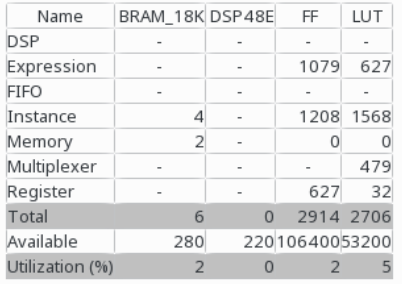 Name BRAM_18K DSP48E FF LUT
DSP - - - -
Expression - - 1079 627
FIFO - - - -
Instance 4 - 1208 1568
Memory 2 - 0 0
Multiplexer - - - 479
Register - - 627 32
Total 6 0 2914 2706
Available 280 220 106400 53200
Utilization (%) 2 0 2 5